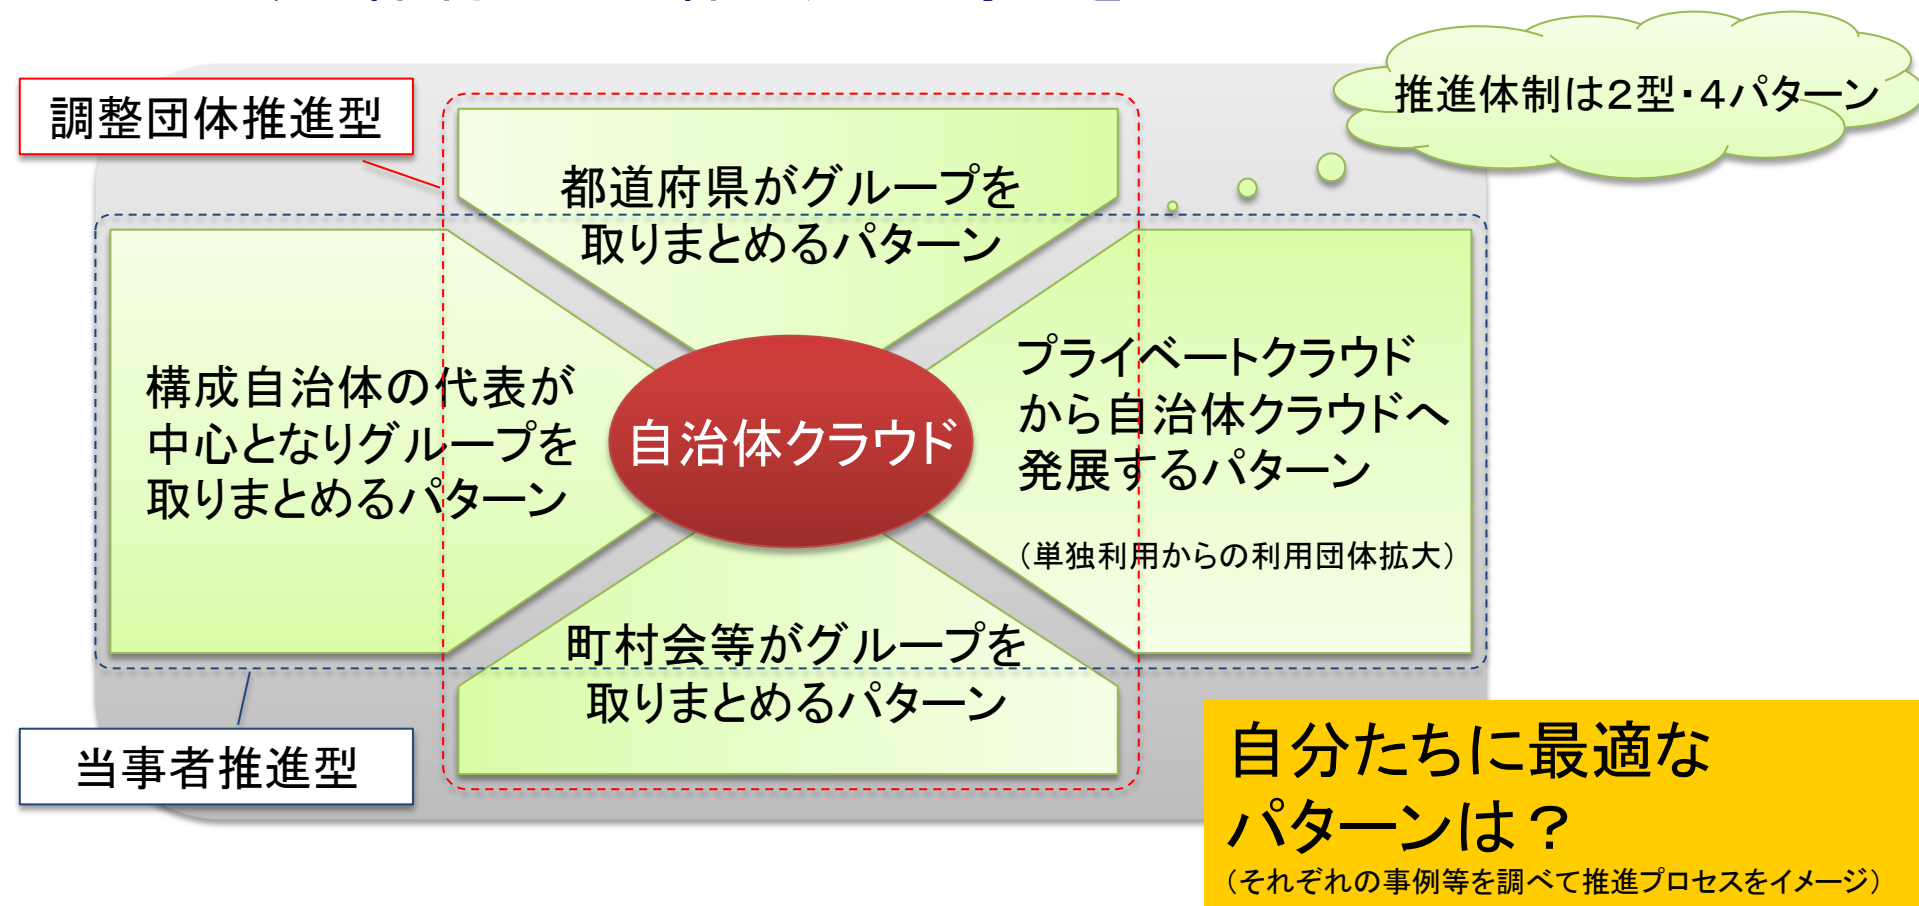 推進体制は2型・4パターン
調整団体推進型
都道府県がグループを
取りまとめるパターン
構成自治体の代表が
中心となりグループを
取りまとめるパターン
自治体クラウド
プライベートクラウド
から自治体クラウドへ
発展するパターン
（単独利用からの利用団体拡大）
町村会等がグループを
取りまとめるパターン
当事者推進型
自分たちに最適な
パターンは？
（それぞれの事例等を調べて推進プロセスをイメージ）